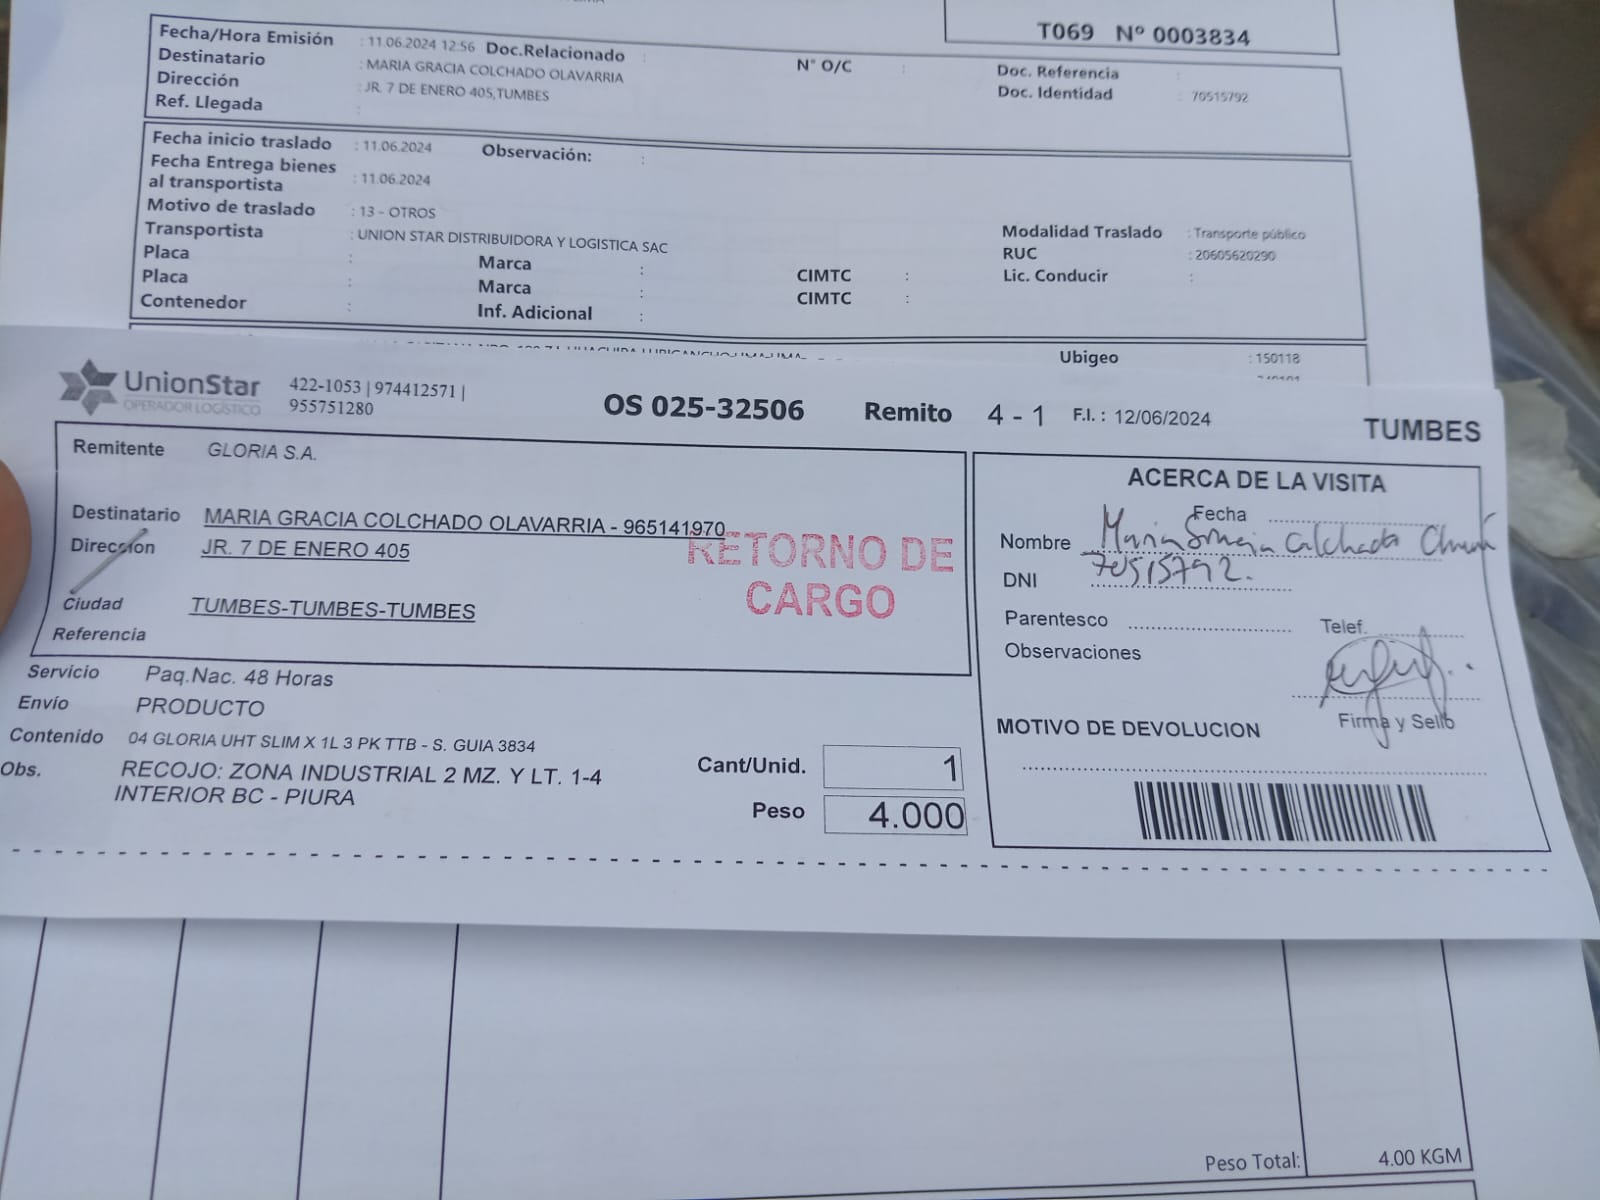 T069 Nº 0003834
Fecha/Hora Emisión : 11.06.2024 12:56 Doc.Relacionado :
Destinatario : MARIA GRACIA COLCHADO OLAVARRIA N° O/C : Doc. Referencia :
Dirección : JR. 7 DE ENERO 405,TUMBES Doc. Identidad : 70515792
Ref. Llegada :
Fecha inicio traslado : 11.06.2024 Observación: :
Fecha Entrega bienes
al transportista : 11.06.2024
Motivo de traslado : 13 - OTROS Modalidad Traslado : Transporte público
Transportista : UNION STAR DISTRIBUIDORA Y LOGISTICA SAC RUC : 20605620290
Placa : Marca : CIMTC : Lic. Conducir :
Placa : Marca : CIMTC :
Contenedor : Inf. Adicional :
Ubigeo : 150118
UnionStar
OPERADOR LOGÍSTICO
422-1053 | 974412571 |
955751280
OS 025-32506 Remito 4 - 1 F.I. : 12/06/2024 TUMBES
Remitente GLORIA S.A.
Destinatario MARIA GRACIA COLCHADO OLAVARRIA - 965141970
Direccion JR. 7 DE ENERO 405
RETORNO DE
CARGO
Ciudad TUMBES-TUMBES-TUMBES
Referencia
Servicio Paq.Nac. 48 Horas
Envío PRODUCTO
Contenido 04 GLORIA UHT SLIM X 1L 3 PK TTB - S. GUIA 3834
Obs. RECOJO: ZONA INDUSTRIAL 2 MZ. Y LT. 1-4
INTERIOR BC - PIURA
Cant/Unid. 1
Peso 4.000
ACERCA DE LA VISITA
Fecha
Nombre Maria Gracia Colchado
DNI 70515792.
Parentesco Telef.
Observaciones
Firma y Sello
MOTIVO DE DEVOLUCION
Peso Total: 4.00 KGM